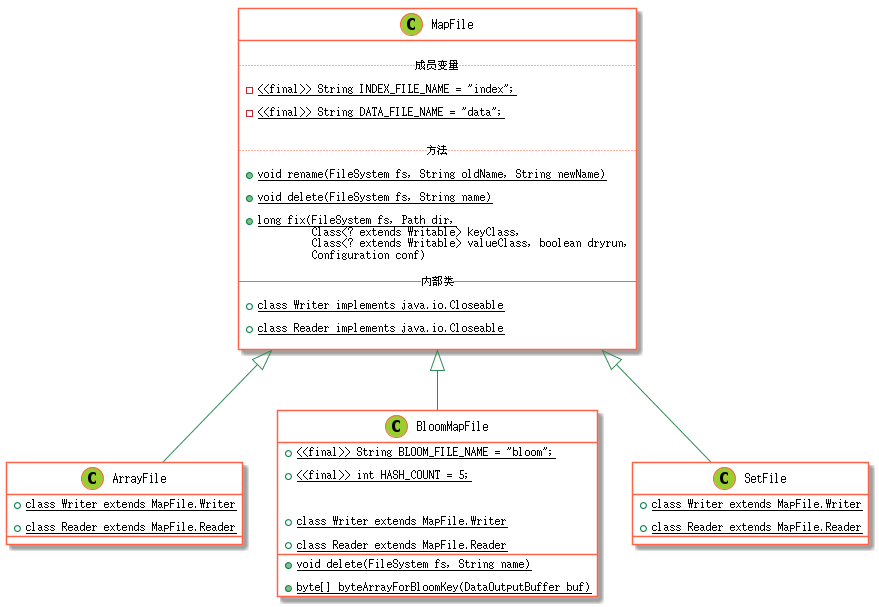 C MapFile
成员变量
<<final>> String INDEX_FILE_NAME = "index";
<<final>> String DATA_FILE_NAME = "data";
方法
void rename(FileSystem fs, String oldName, String newName)
void delete(FileSystem fs, String name)
long fix(FileSystem fs, Path dir,
Class<? extends Writable> keyClass,
Class<? extends Writable> valueClass, boolean dryrun,
Configuration conf)
内部类
class Writer implements java.io.Closeable
class Reader implements java.io.Closeable
C ArrayFile
class Writer extends MapFile.Writer
class Reader extends MapFile.Reader
C BloomMapFile
<<final>> String BLOOM_FILE_NAME = "bloom";
<<final>> int HASH_COUNT = 5;
class Writer extends MapFile.Writer
class Reader extends MapFile.Reader
void delete(FileSystem fs, String name)
byte[] byteArrayForBloomKey(DataOutputBuffer buf)
C SetFile
class Writer extends MapFile.Writer
class Reader extends MapFile.Reader